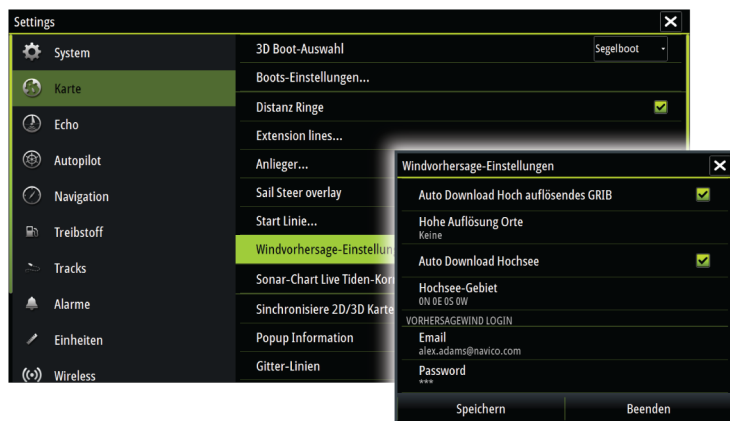 Settings
System
Karte
Echo
Autopilot
Navigation
Treibstoff
Tracks
Alarme
Einheiten
Wireless
3D Boot-Auswahl
Segelboot
Boots-Einstellungen...
Distanz Ringe
Extension lines...
Anlieger...
Sail Steer overlay
Start Linie...
Windvorhersage-Einstellun
Sonar-Chart Live Tiden-Kor
Sinchronisiere 2D/3D Karte
Popup Information
Gitter-Linien
Windvorhersage-Einstellungen
Auto Download Hoch auflösendes GRIB
Hohe Auflösung Orte
Keine
Auto Download Hochsee
Hochsee-Gebiet
0N 0E 0S 0W
VORHERSAGEWIND LOGIN
Email
alex.adams@navico.com
Password
***
Speichern
Beenden